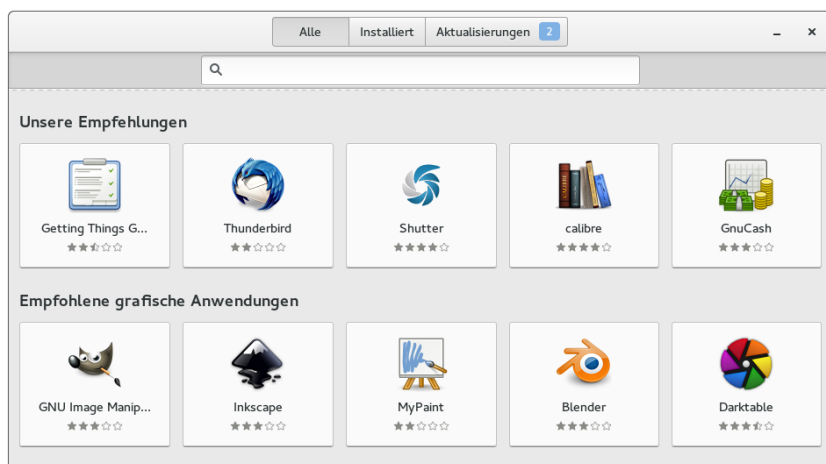 Alle Installiert Aktualisierungen 2
Unsere Empfehlungen
Getting Things G... Thunderbird Shutter calibre GnuCash
Empfohlene grafische Anwendungen
GNU Image Manip... Inkscape MyPaint Blender Darktable